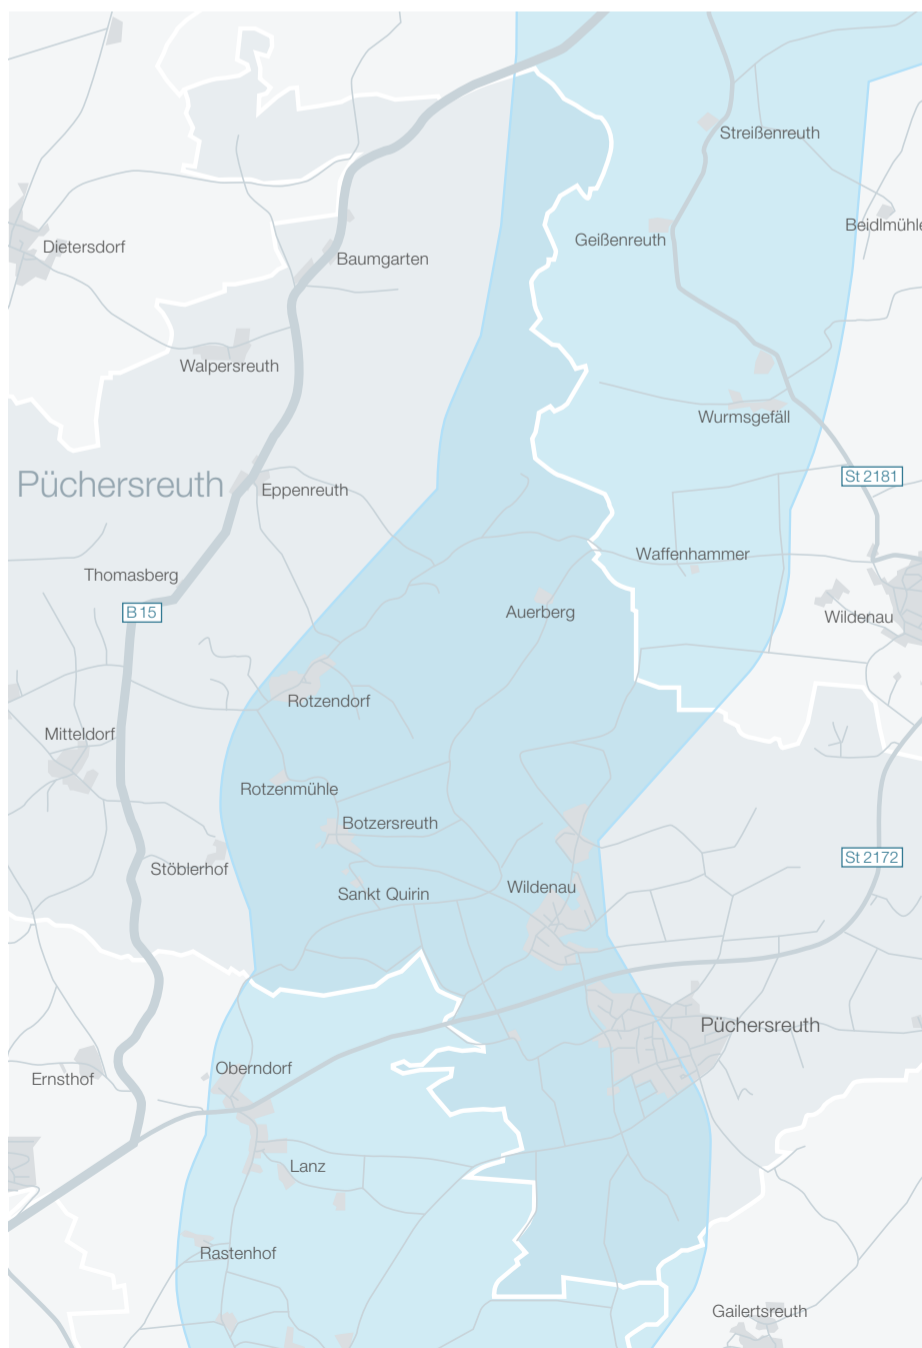 Streißenreuth
Beidlmühle
Geißenreuth
Dietersdorf
Baumgarten
Walpersreuth
Wurmsgefäll
St 2181
Püchersreuth
Eppenreuth
Waffenhammer
Thomasberg
B 15
Auerberg
Wildenau
Rotzendorf
Mitteldorf
Rotzenmühle
Botzersreuth
St 2172
Stöblerhof
Sankt Quirin
Wildenau
Püchersreuth
Oberndorf
Ernsthof
Lanz
Rastenhof
Gailertsreuth